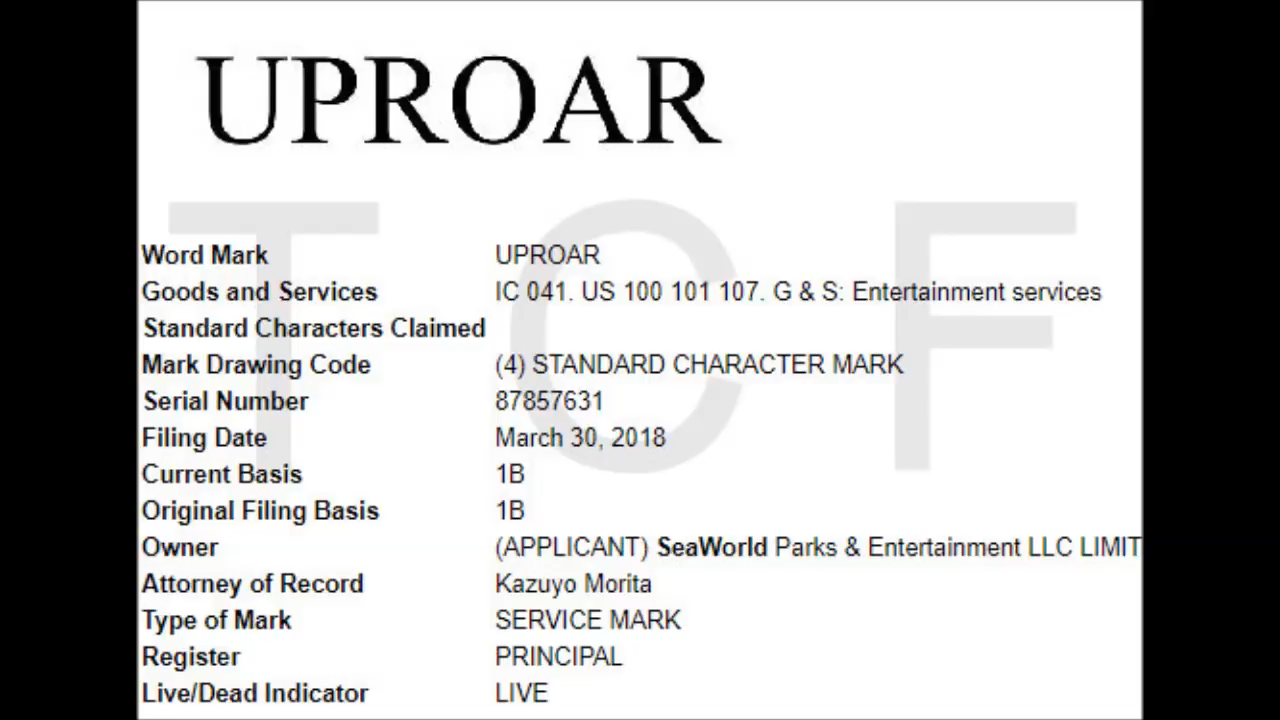 UPROAR
T C F
Word Mark UPROAR
Goods and Services IC 041. US 100 101 107. G & S: Entertainment services
Standard Characters Claimed
Mark Drawing Code (4) STANDARD CHARACTER MARK
Serial Number 87857631
Filing Date March 30, 2018
Current Basis 1B
Original Filing Basis 1B
Owner (APPLICANT) SeaWorld Parks & Entertainment LLC LIMIT
Attorney of Record Kazuyo Morita
Type of Mark SERVICE MARK
Register PRINCIPAL
Live/Dead Indicator LIVE